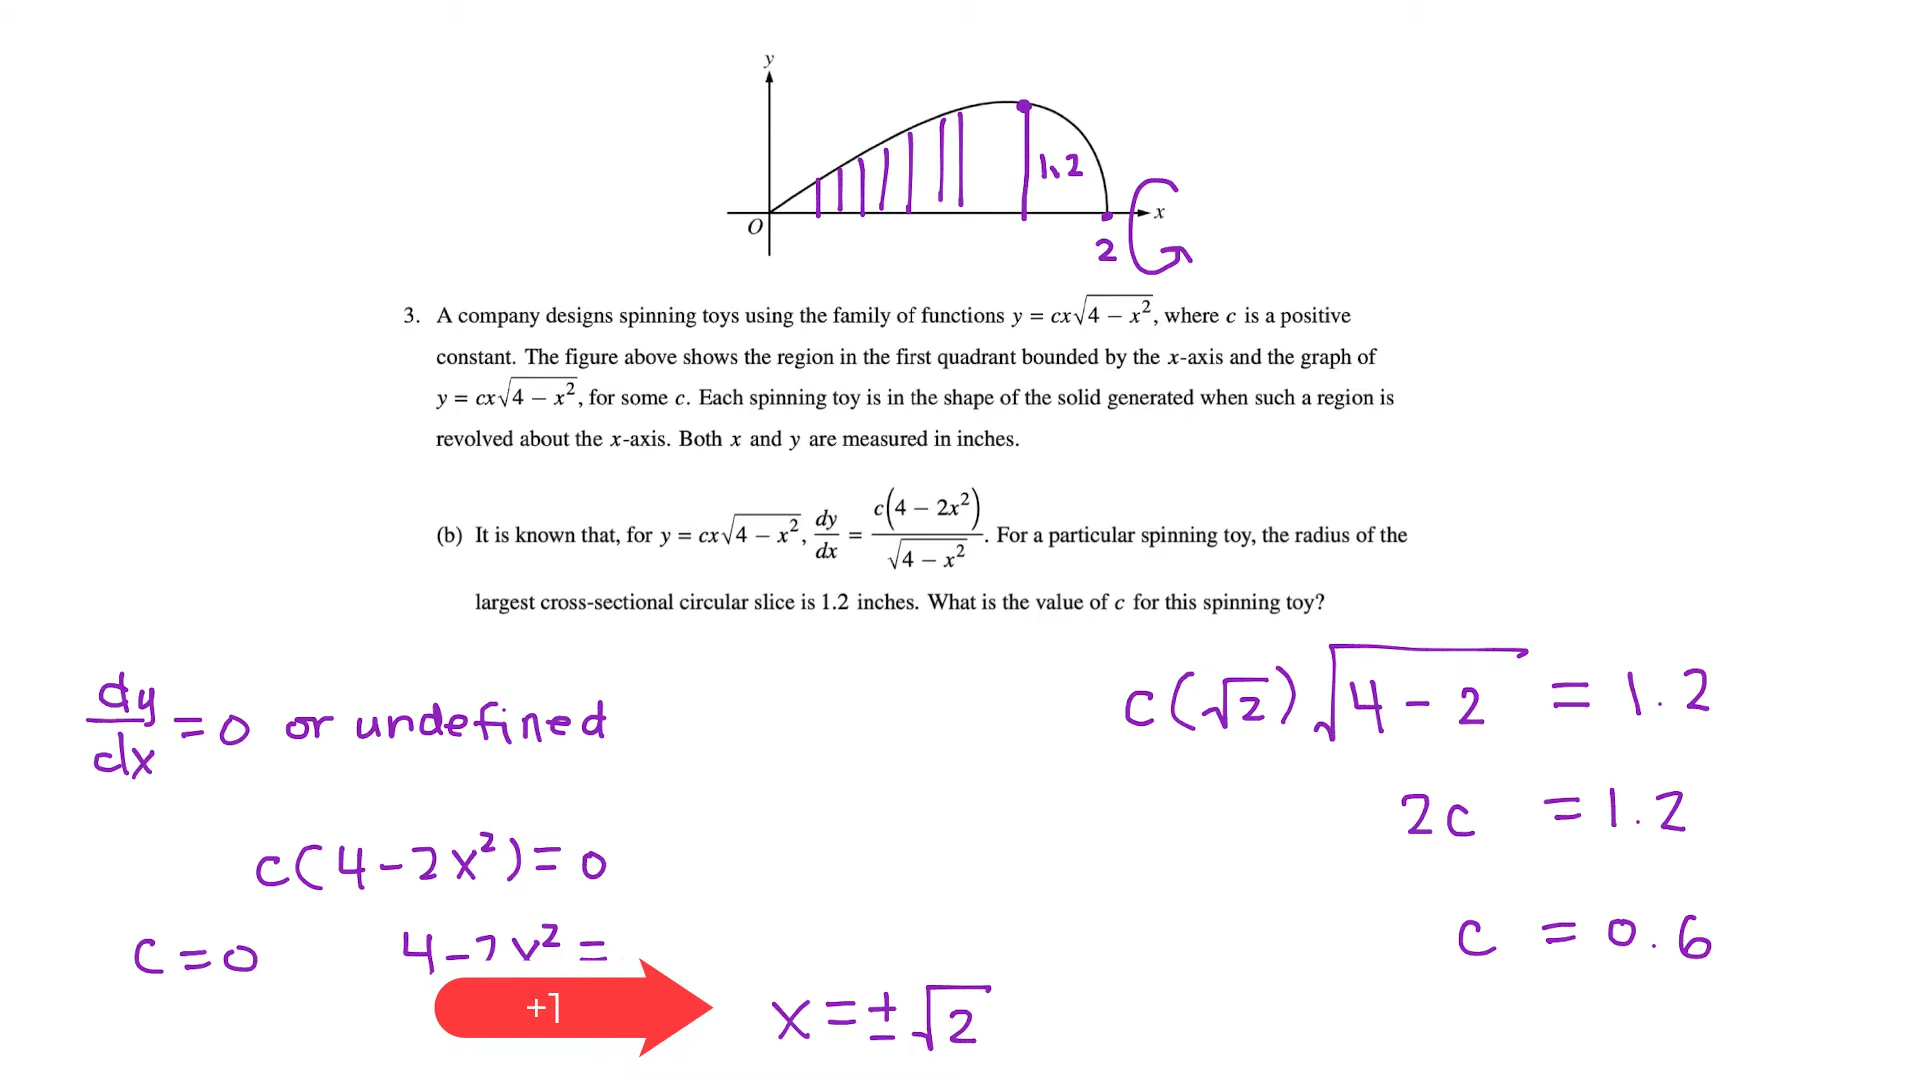 y
1.2
O
x
2
3. A company designs spinning toys using the family of functions y = cx√(4 − x²), where c is a positive
constant. The figure above shows the region in the first quadrant bounded by the x-axis and the graph of
y = cx√(4 − x²), for some c. Each spinning toy is in the shape of the solid generated when such a region is
revolved about the x-axis. Both x and y are measured in inches.
(b) It is known that, for y = cx√(4 − x²), dy/dx = c(4 − 2x²)/√(4 − x²). For a particular spinning toy, the radius of the
largest cross-sectional circular slice is 1.2 inches. What is the value of c for this spinning toy?
dy/dx = 0 or undefined
c(4-2x²) = 0
c = 0
4-2x² =
+1
x = ± √2
c(√2) √(4-2) = 1.2
2c = 1.2
c = 0.6